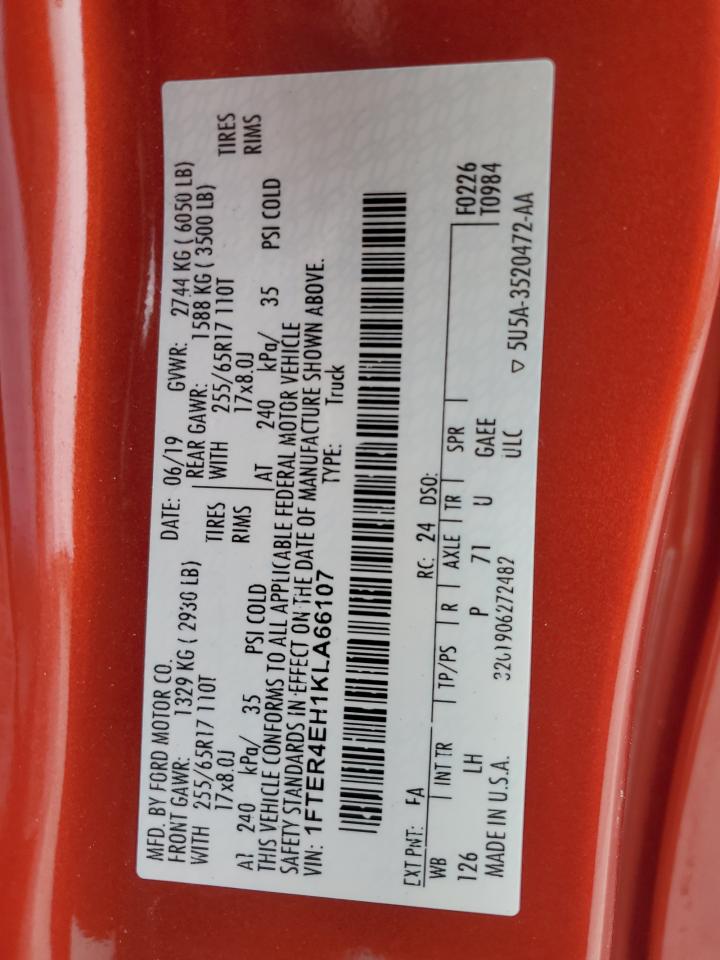 MFD. BY FORD MOTOR CO.
DATE: 06/19 GVWR: 2744 KG ( 6050 LB)
FRONT GAWR: 1329 KG ( 2930 LB) REAR GAWR: 1588 KG ( 3500 LB)
WITH 255/65R17 110T TIRES WITH 255/65R17 110T TIRES
17x8.0J RIMS 17x8.0J RIMS
AT 240 kPa/ 35 PSI COLD AT 240 kPa/ 35 PSI COLD
THIS VEHICLE CONFORMS TO ALL APPLICABLE FEDERAL MOTOR VEHICLE
SAFETY STANDARDS IN EFFECT ON THE DATE OF MANUFACTURE SHOWN ABOVE.
VIN: 1FTER4EH1KLA66107 TYPE: Truck
EXT PNT: FA RC: 24 DSO:
WB INT TR TP/PS R AXLE TR SPR
F0226
126 LH P 71 U GAEE T0984
MADE IN U.S.A. 3201906272482 ULC
▽ 5U5A-3520472-AA